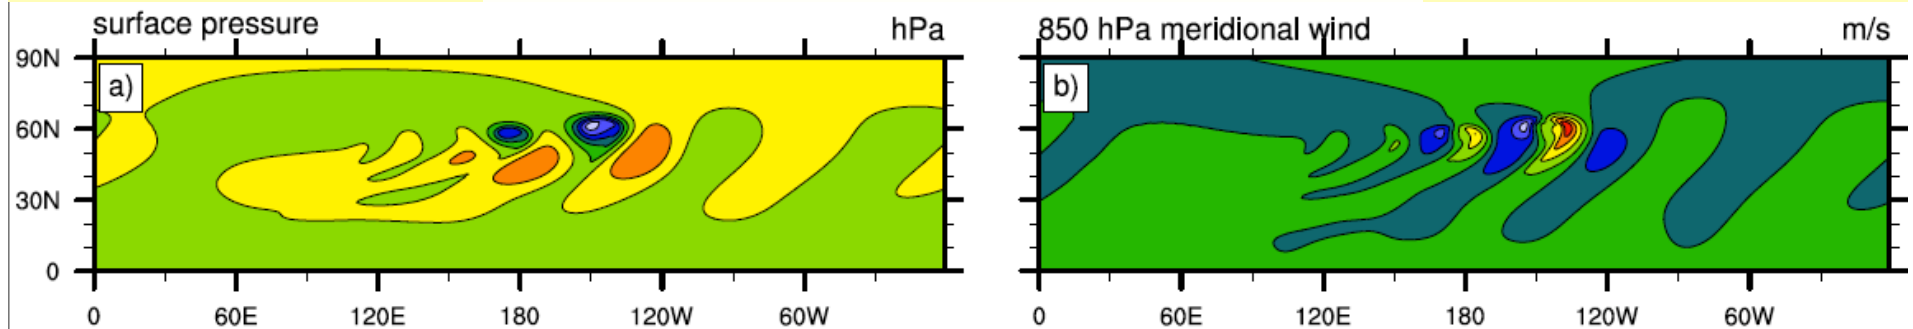 surface pressure hPa
850 hPa meridional wind m/s
90N
a)
b)
60N
30N
0
0 60E 120E 180 120W 60W
0 60E 120E 180 120W 60W